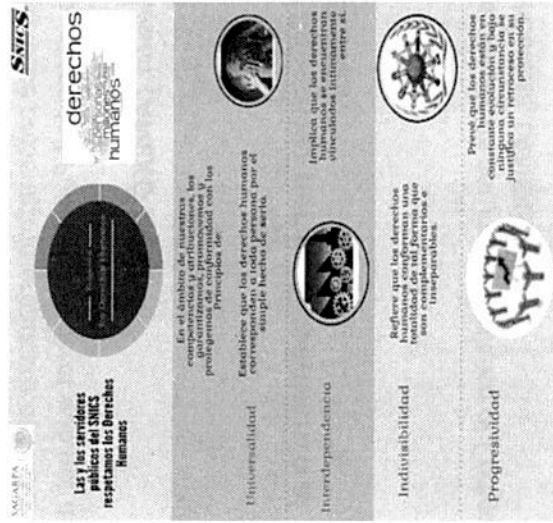 SAGARPA
SNICS
Las y los servidores
públicos del SNICS
respetamos los Derechos
Humanos
derechos
personas
misiones
humanos
En el ámbito de nuestras
competencias y atribuciones, los
garantizamos, promovemos y
protegemos de conformidad con los
Principios de:
Universalidad
Establece que los derechos humanos
corresponden a toda persona por el
simple hecho de serlo.
Interdependencia
Implica que los derechos
humanos se encuentran
vinculados íntimamente
entre sí.
Indivisibilidad
Refiere que los derechos
humanos conforman una
totalidad de tal forma que
son complementarios e
inseparables.
Progresividad
Prevé que los derechos
humanos están en
constante evolución y bajo
ninguna circunstancia se
justifica un retroceso en su
protección.